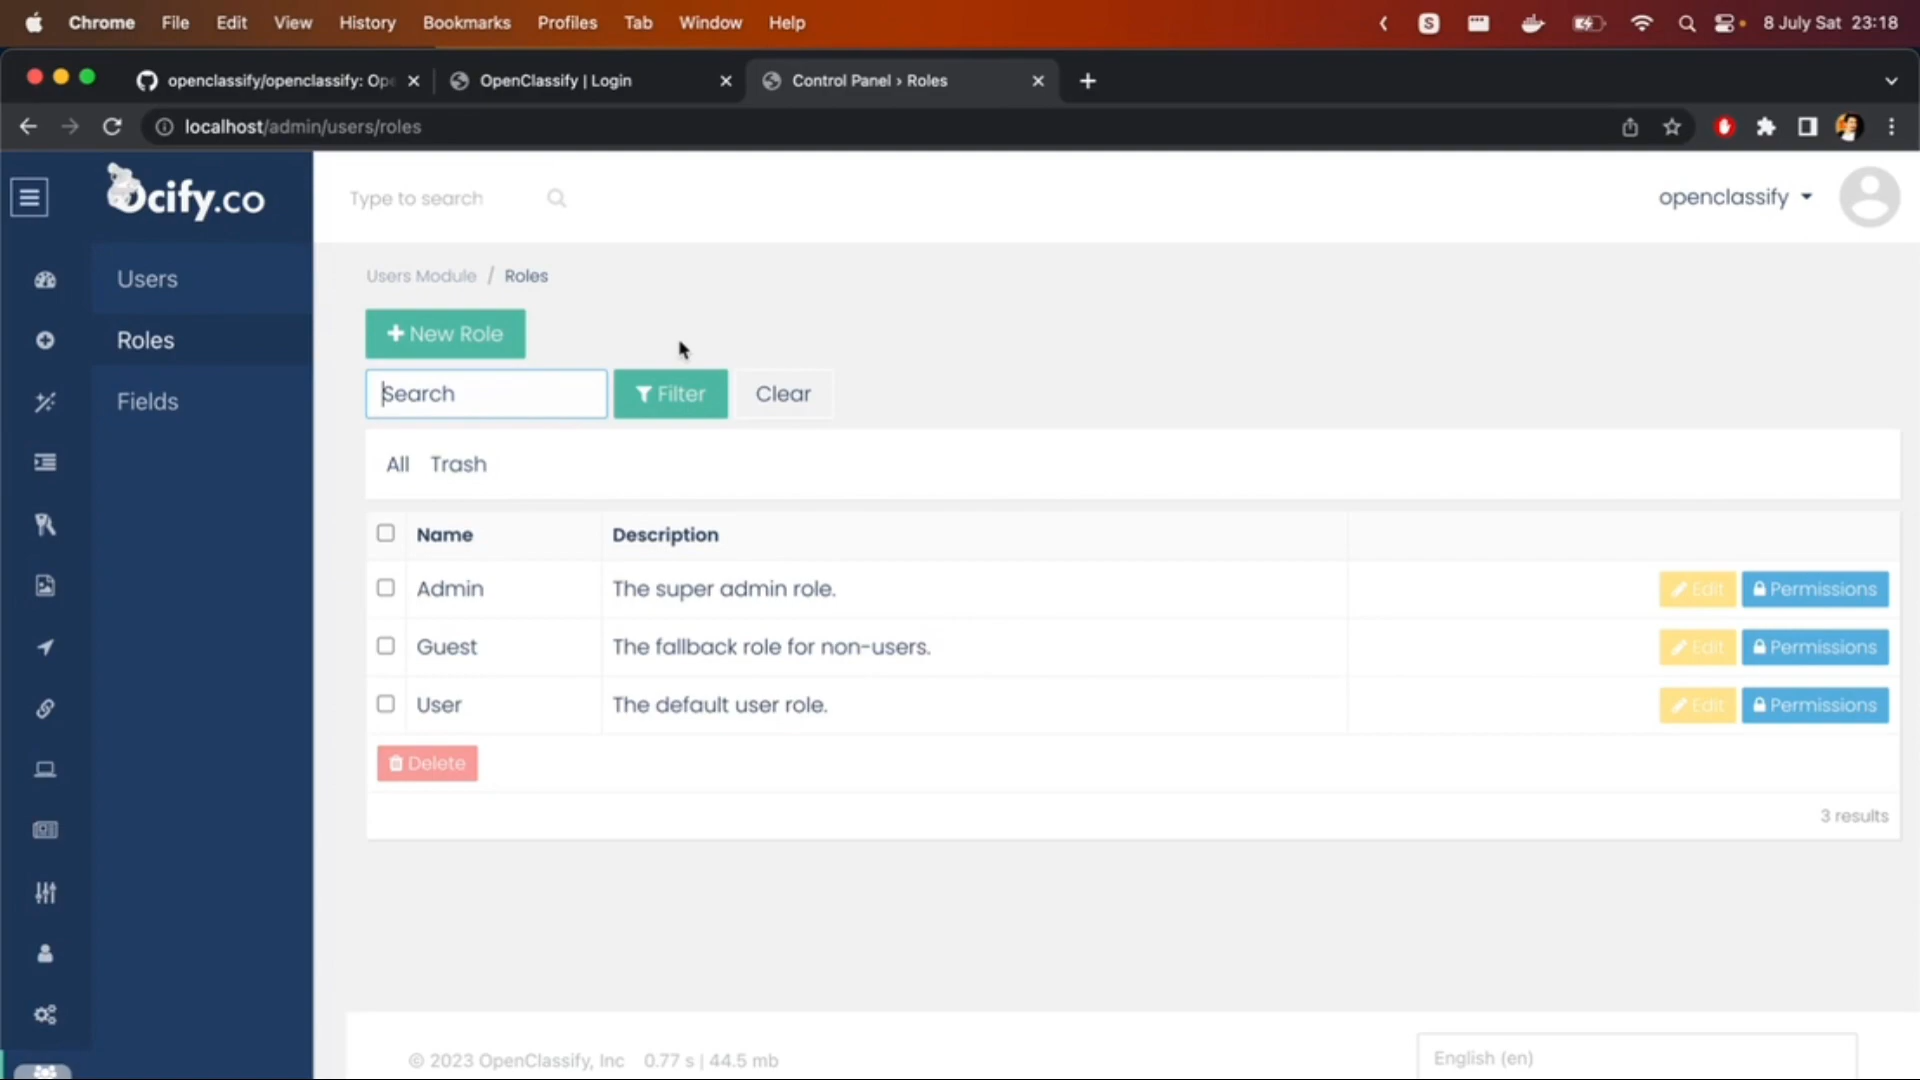 Chrome File Edit View History Bookmarks Profiles Tab Window Help S 8 July Sat 23:18
openclassify/openclassify: Ope OpenClassify | Login Control Panel › Roles
localhost/admin/users/roles
Ocify.co
Type to search
openclassify
Users
Roles
Fields
Users Module / Roles
New Role
Search Filter Clear
All Trash
Name Description
Admin The super admin role. Edit Permissions
Guest The fallback role for non-users. Edit Permissions
User The default user role. Edit Permissions
Delete
3 results
© 2023 OpenClassify, Inc 0.77 s | 44.5 mb
English (en)